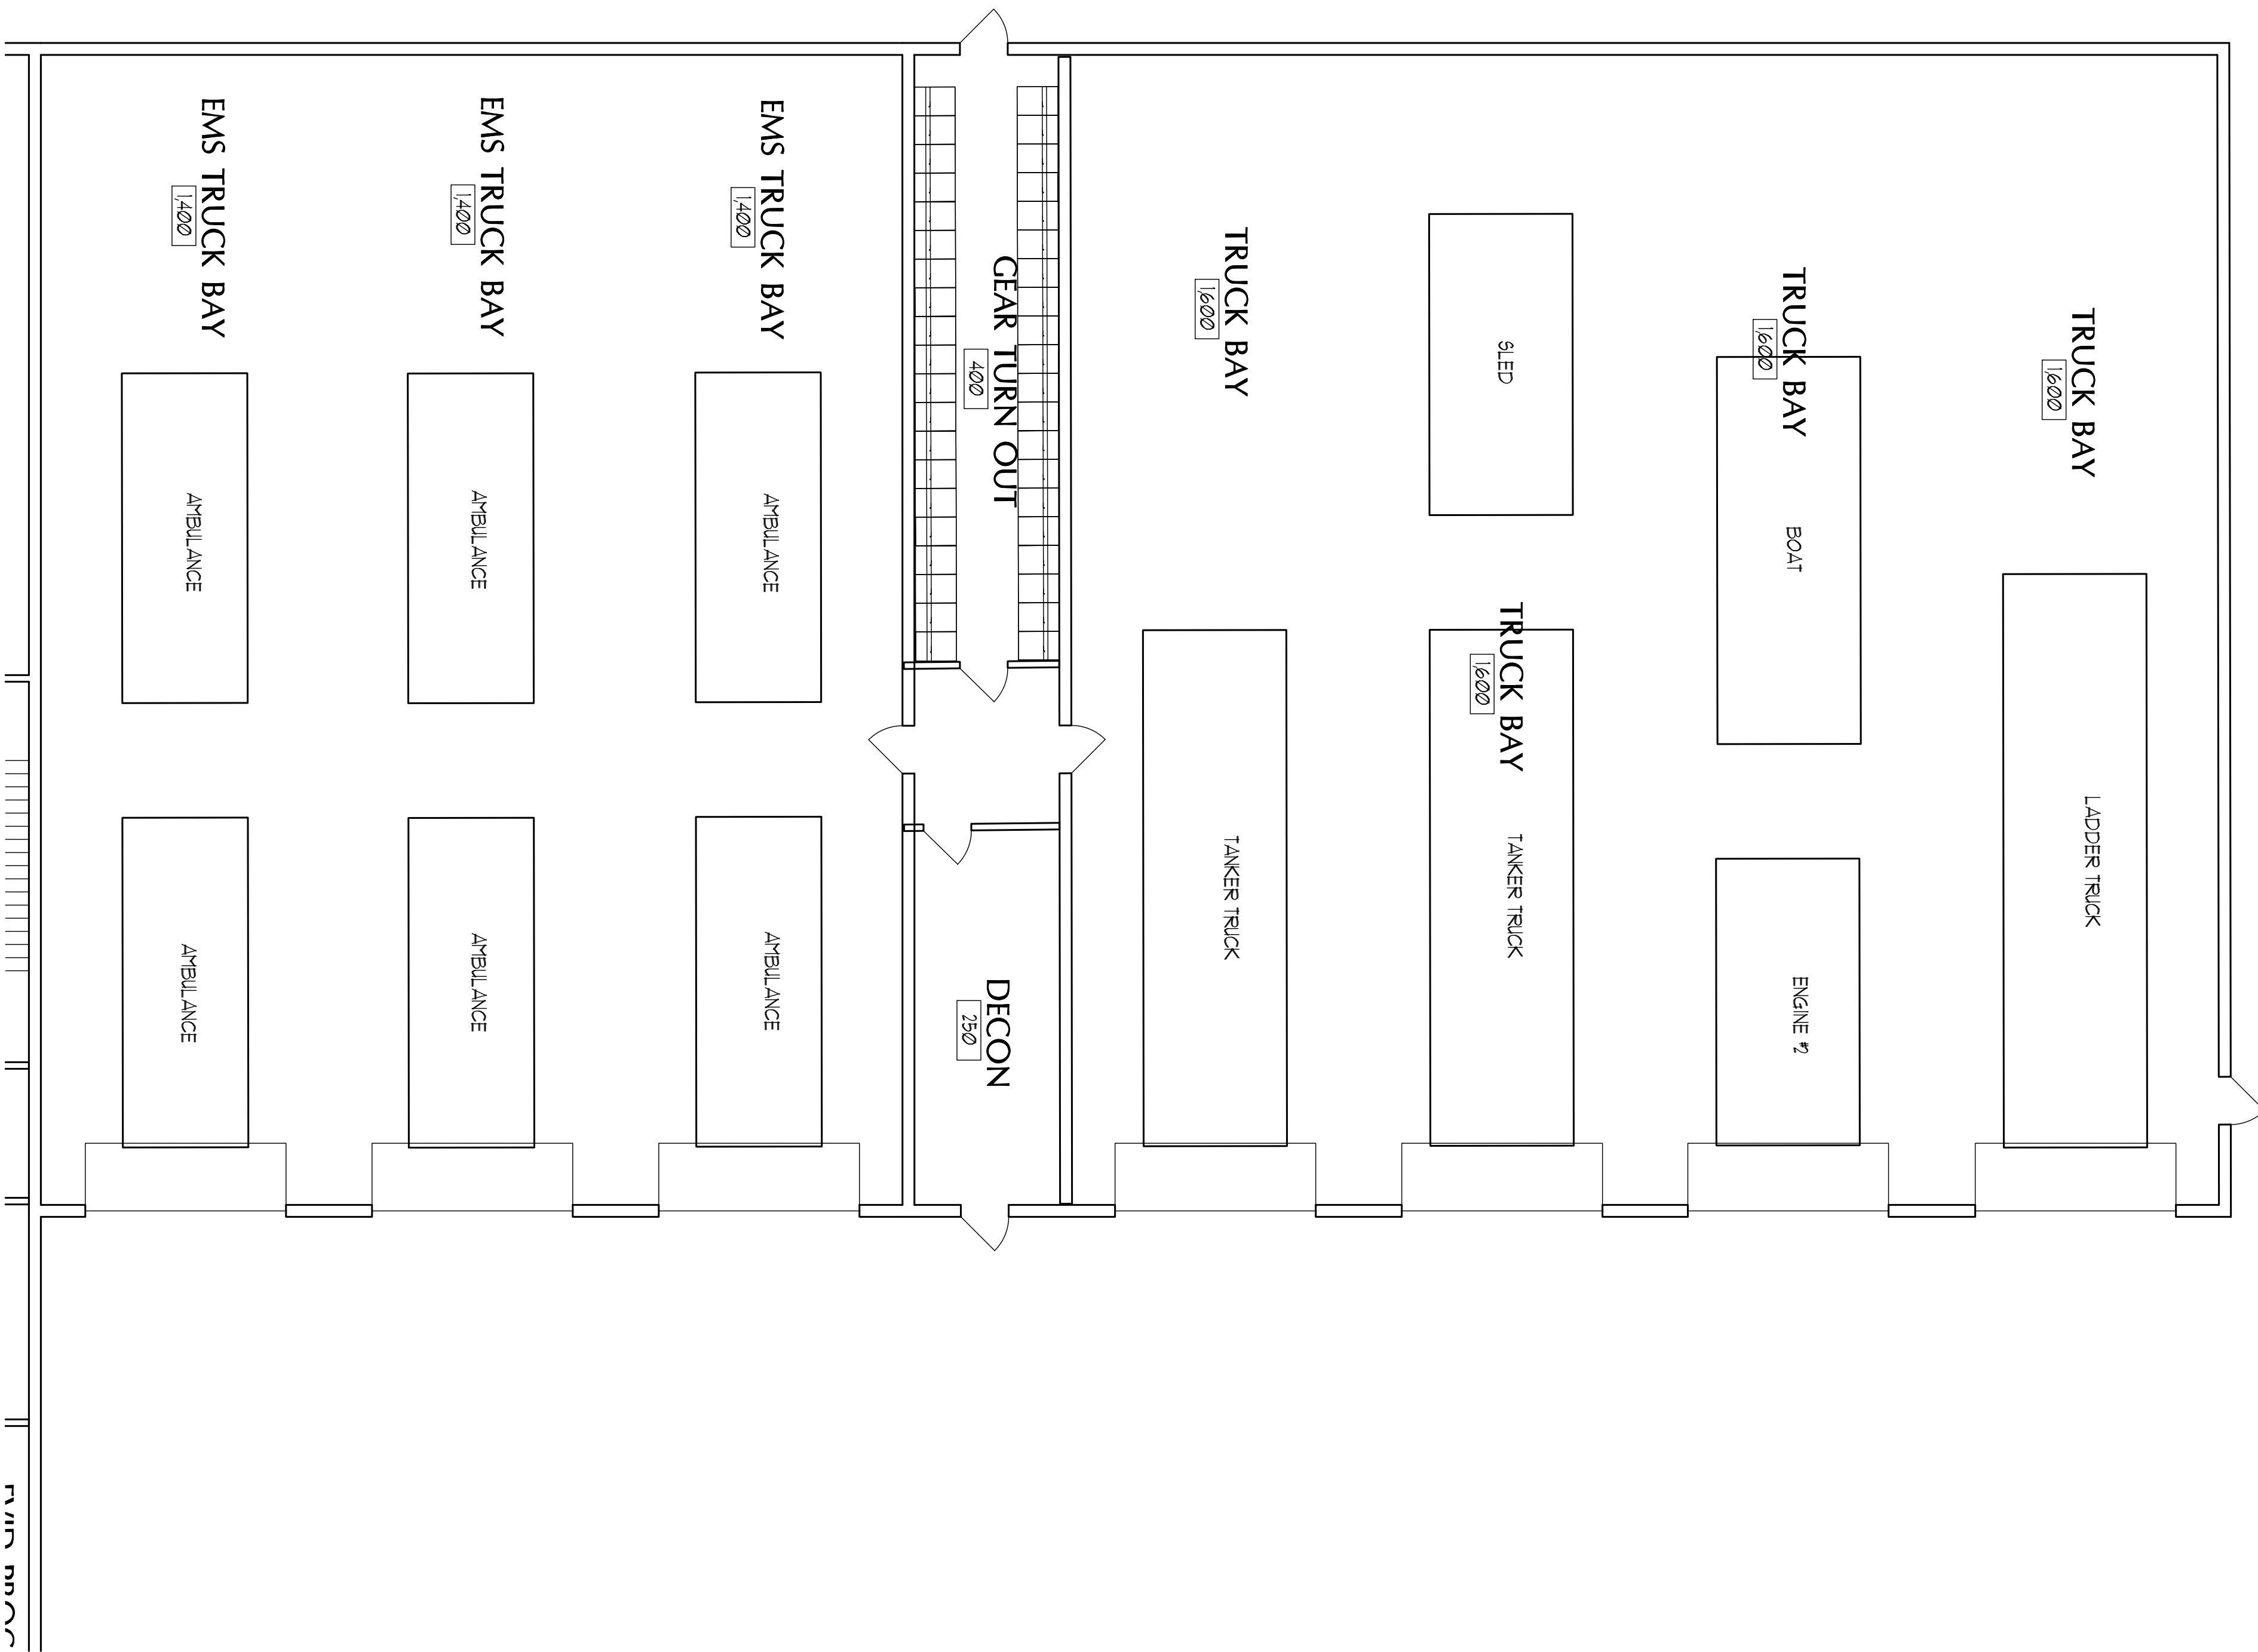 EMS TRUCK BAY
1,400
EMS TRUCK BAY
1,400
EMS TRUCK BAY
1,400
GEAR TURN OUT
400
TRUCK BAY
1,600
TRUCK BAY
1,600
TRUCK BAY
1,600
TRUCK BAY
1,600
SLED
BOAT
AMBULANCE
AMBULANCE
AMBULANCE
AMBULANCE
AMBULANCE
AMBULANCE
DECON
250
TANKER TRUCK
TANKER TRUCK
ENGINE #2
LADDER TRUCK